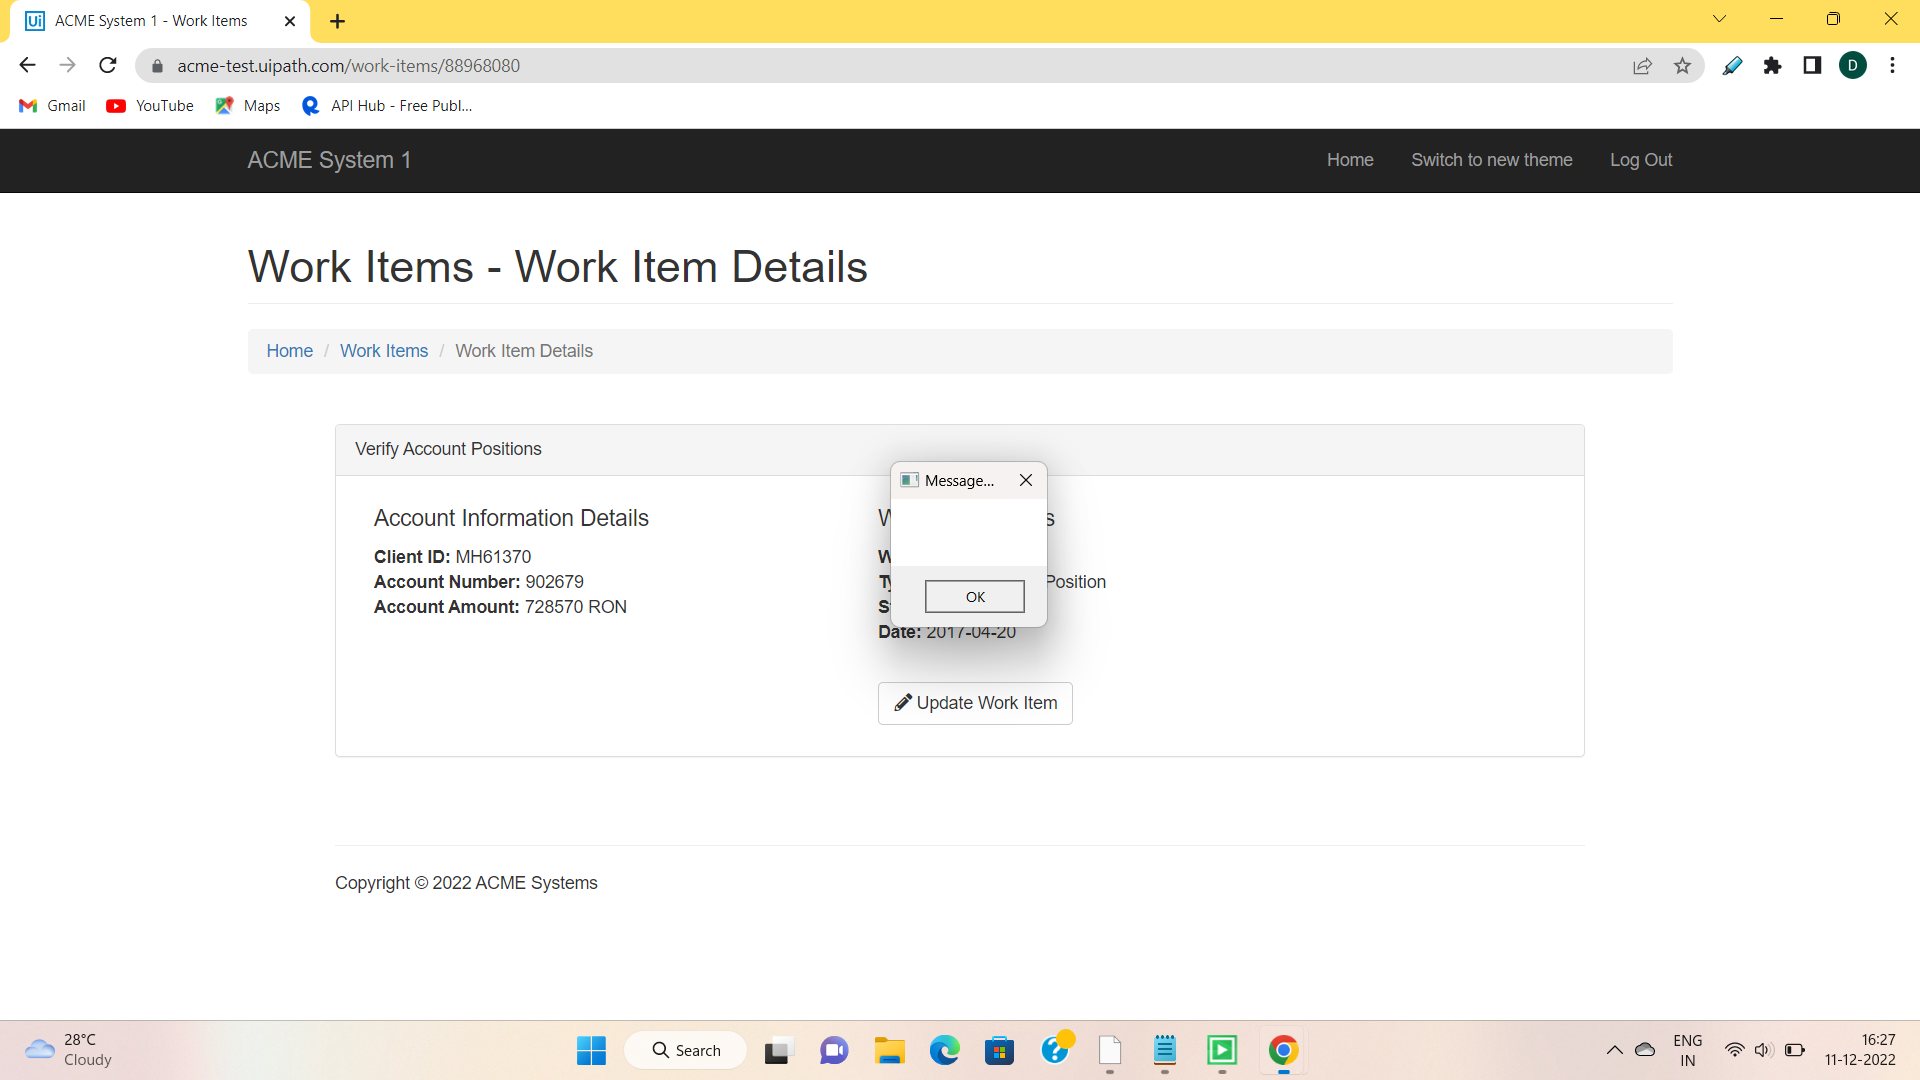 ACME System 1 - Work Items
acme-test.uipath.com/work-items/88968080
D
Gmail
YouTube
Maps
API Hub - Free Publ...
ACME System 1
Home
Switch to new theme
Log Out
Work Items - Work Item Details
Home / Work Items / Work Item Details
Verify Account Positions
Account Information Details
Client ID: MH61370
Account Number: 902679
Account Amount: 728570 RON
Position
Date: 2017-04-20
Message...
OK
Update Work Item
Copyright © 2022 ACME Systems
28°C
Cloudy
Search
ENG
IN
16:27
11-12-2022